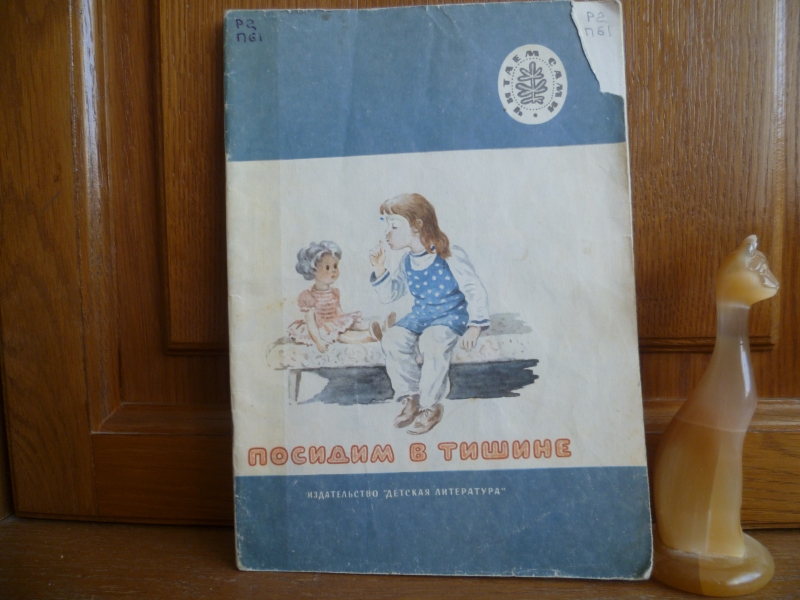 Р2
П61
Р2
П61
ЧИТАЕМ САМИ
ПОСИДИМ В ТИШИНЕ
ИЗДАТЕЛЬСТВО "ДЕТСКАЯ ЛИТЕРАТУРА"